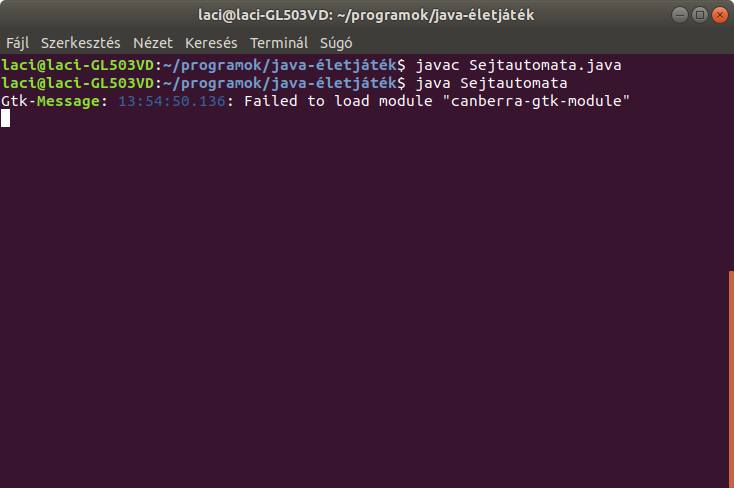 laci@laci-GL503VD: ~/programok/java-életjáték
Fájl Szerkesztés Nézet Keresés Terminál Súgó
laci@laci-GL503VD:~/programok/java-életjáték$ javac Sejtautomata.java
laci@laci-GL503VD:~/programok/java-életjáték$ java Sejtautomata
Gtk-Message: 13:54:50.136: Failed to load module "canberra-gtk-module"